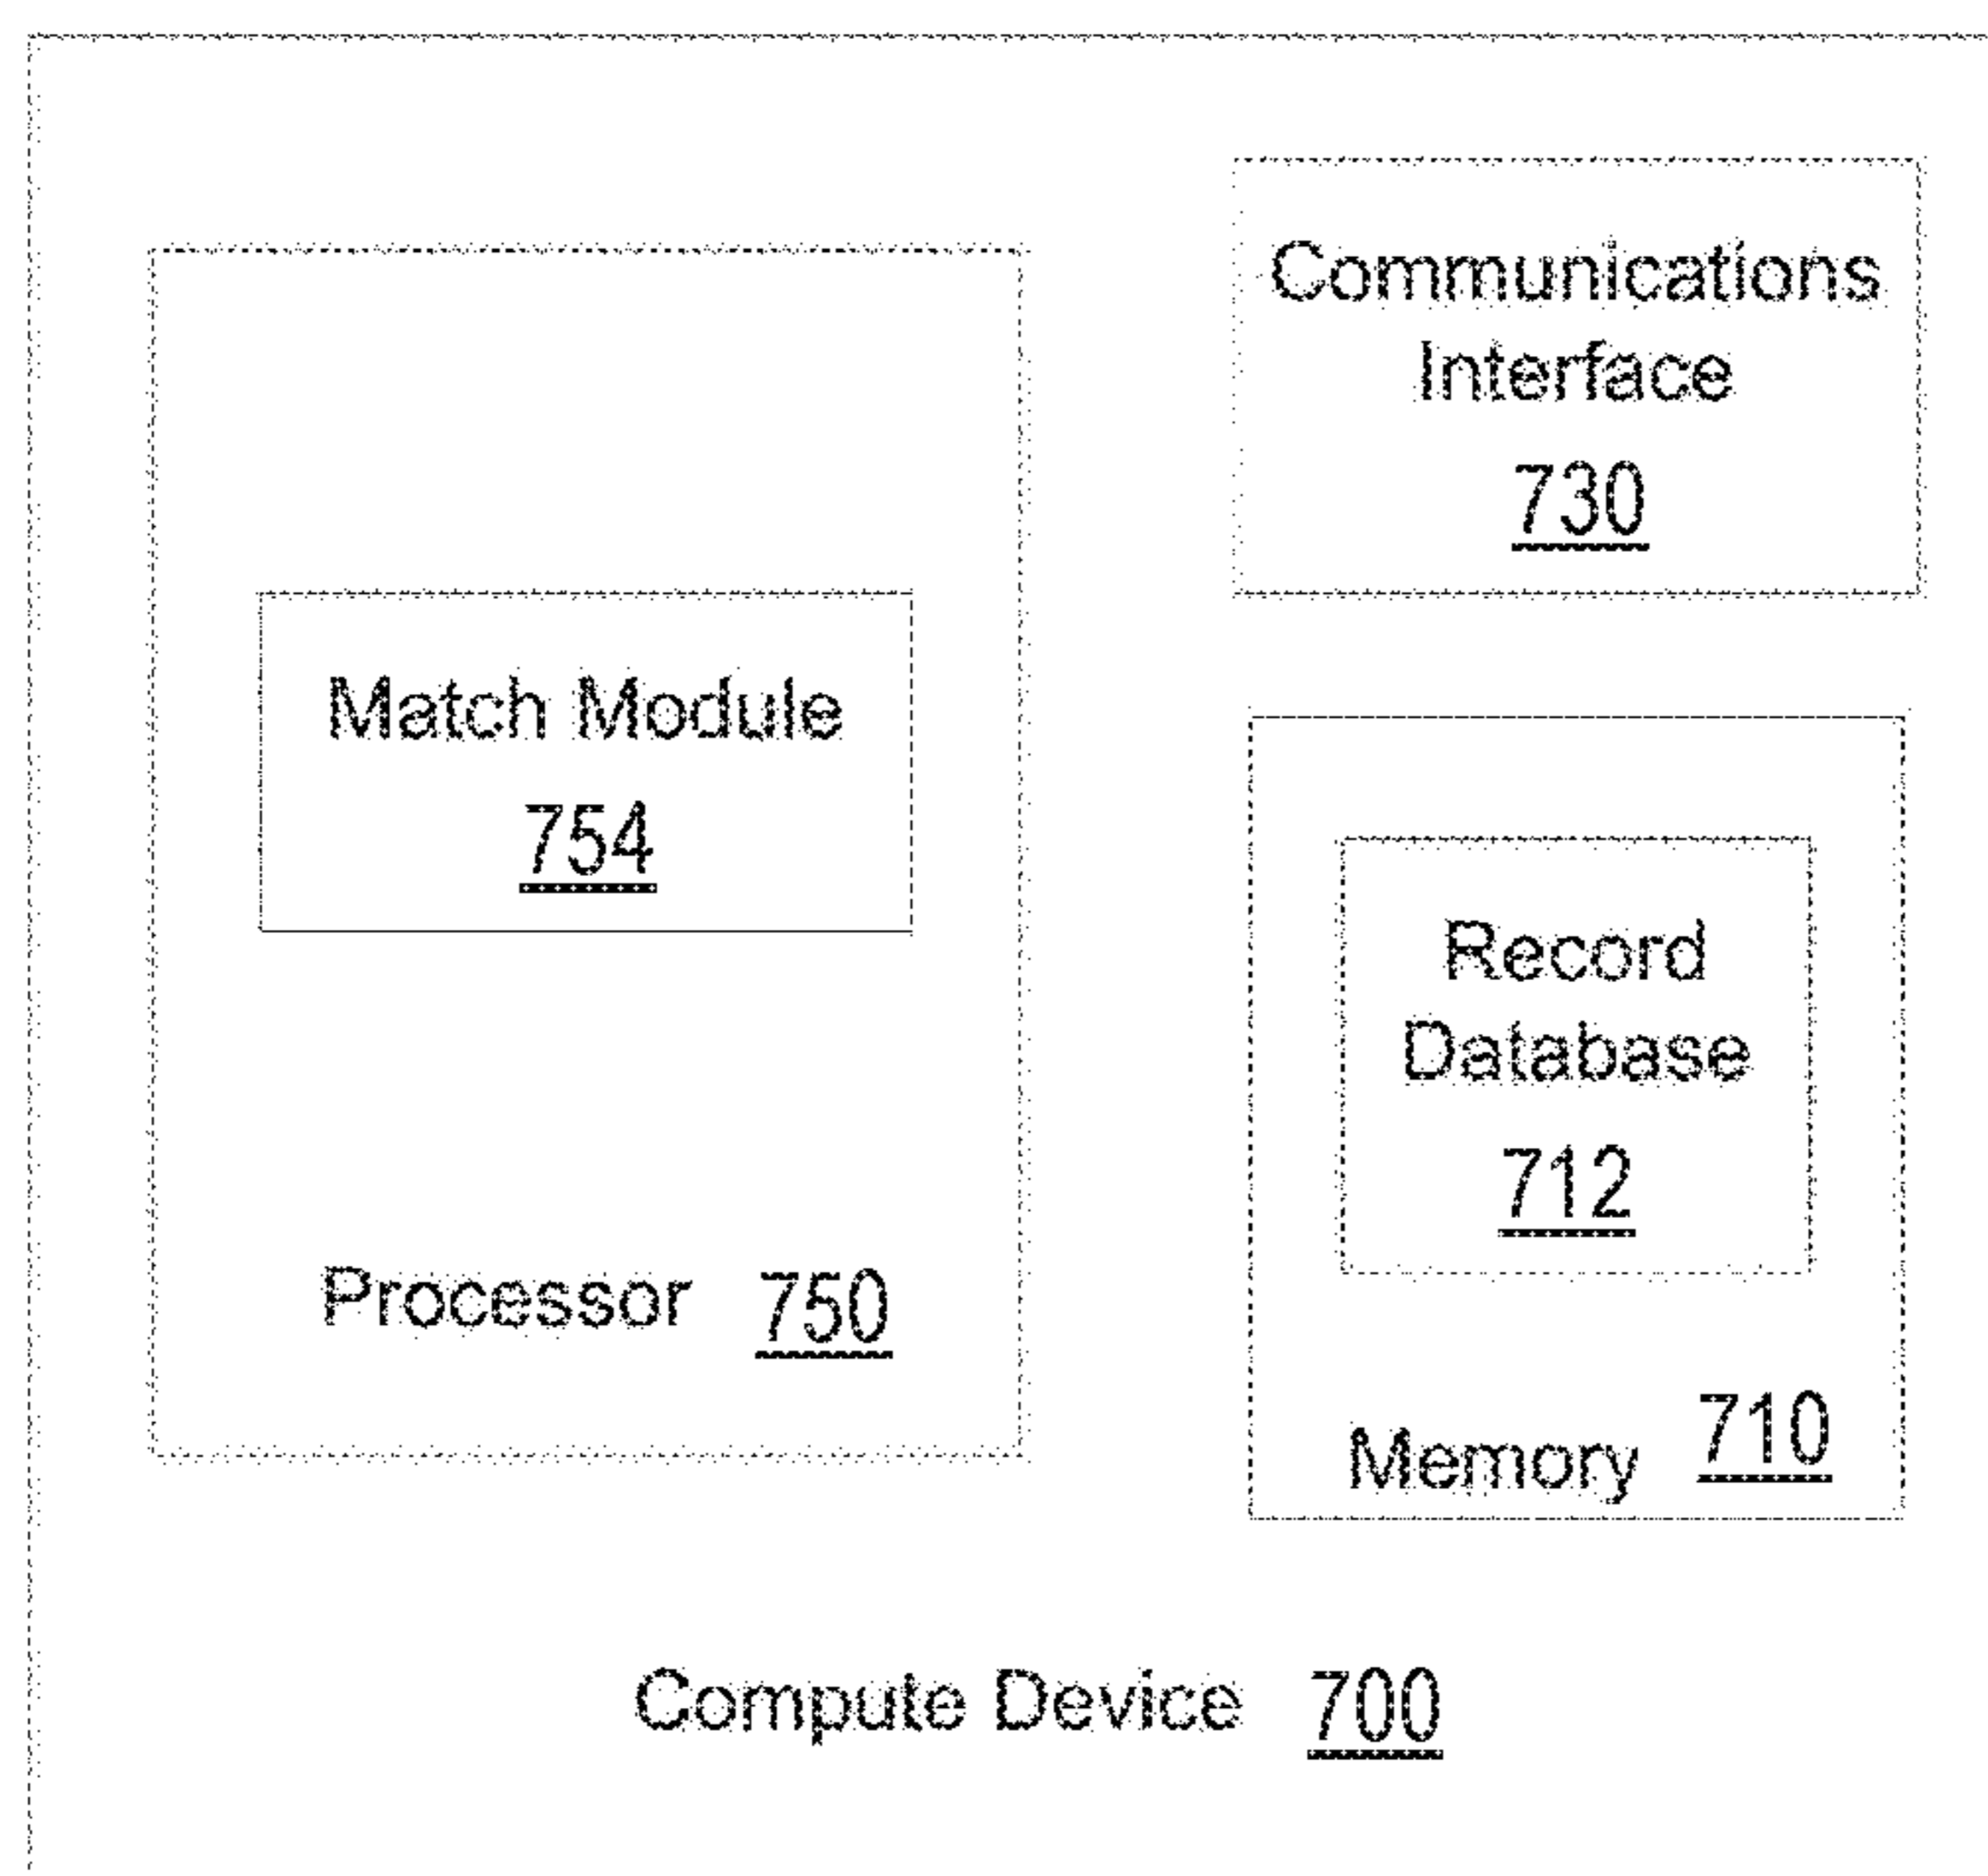 Communications
Interface
730
Match Module
754
Record
Database
712
Processor 750
Memory 710
Compute Device 700